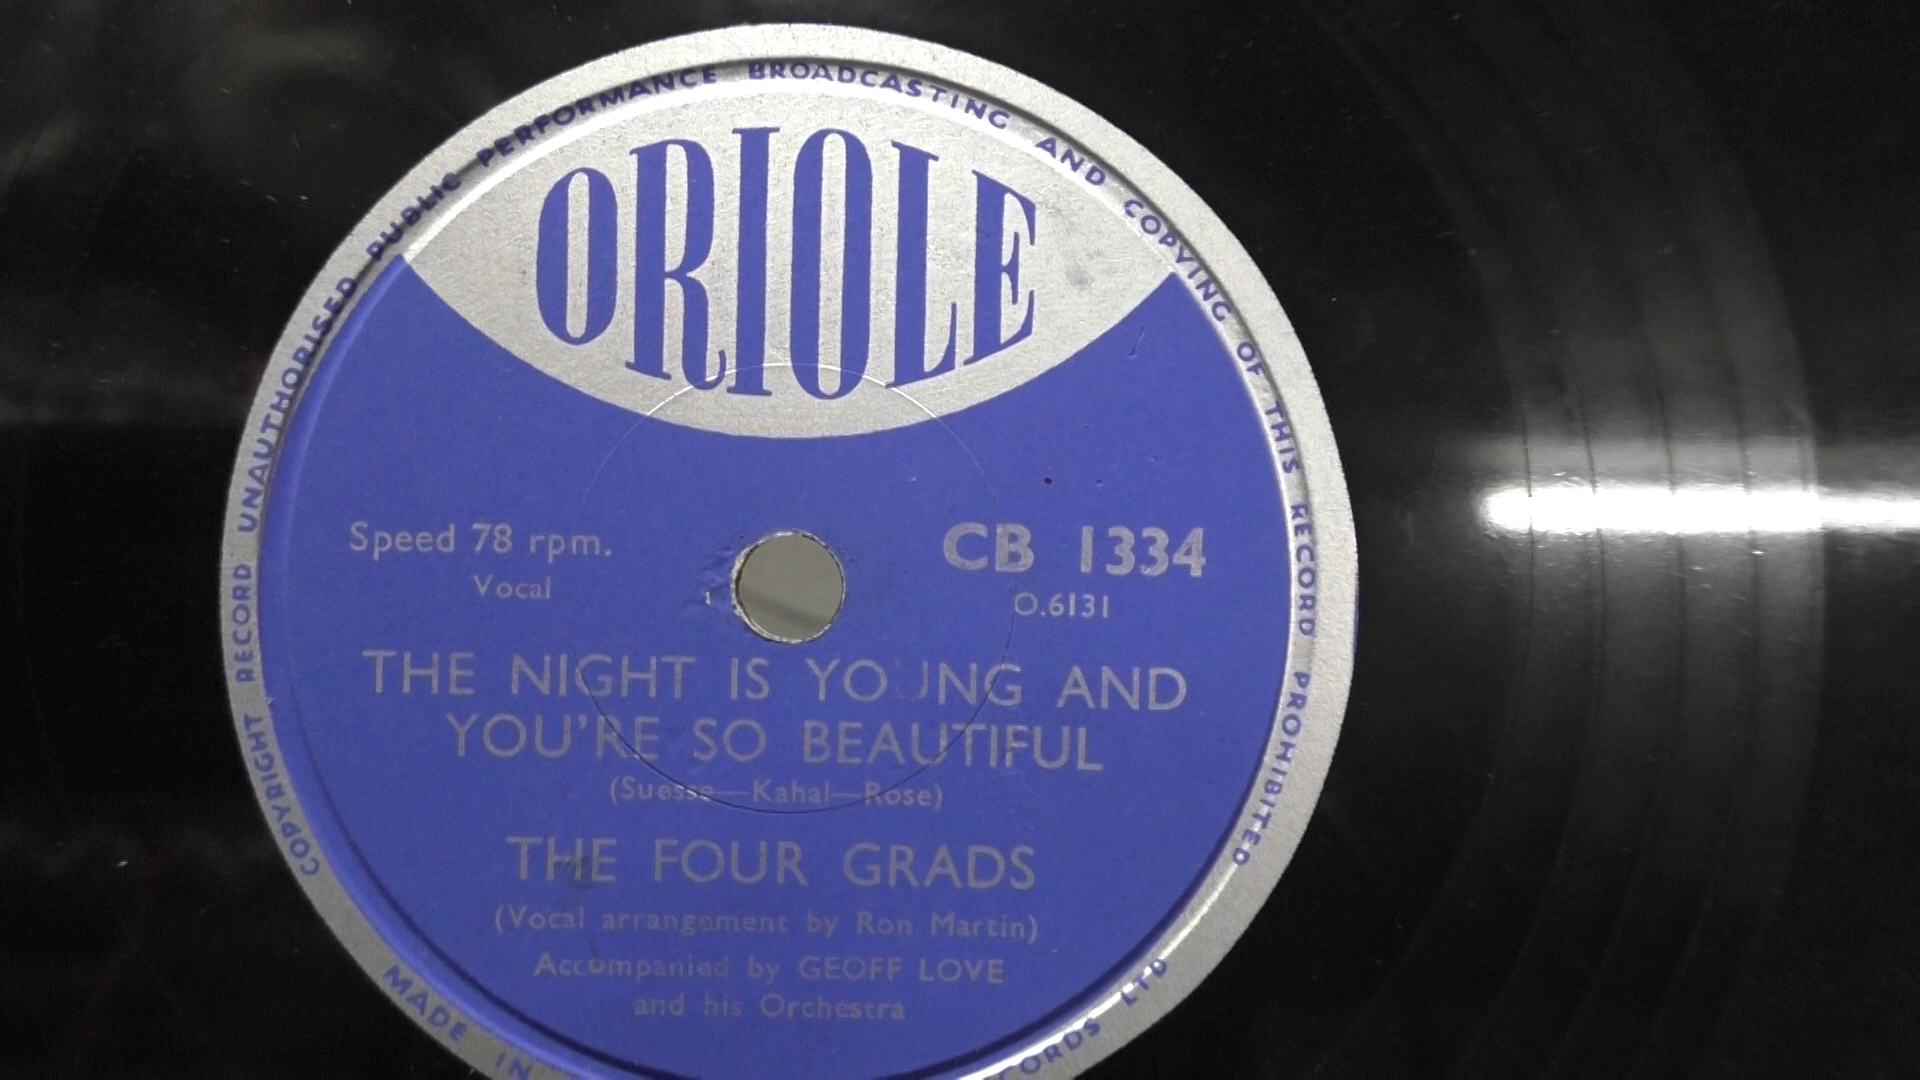 COPYRIGHT RECORD UNAUTHORISED PUBLIC PERFORMANCE BROADCASTING AND COPYING OF THIS RECORD PROHIBITED
ORIOLE
Speed 78 rpm.
Vocal
CB 1334
O.6131
THE NIGHT IS YOUNG AND
YOU'RE SO BEAUTIFUL
(Suesse—Kahal—Rose)
THE FOUR GRADS
(Vocal arrangement by Ron Martin)
Accompanied by GEOFF LOVE
and his Orchestra
MADE IN
LTD